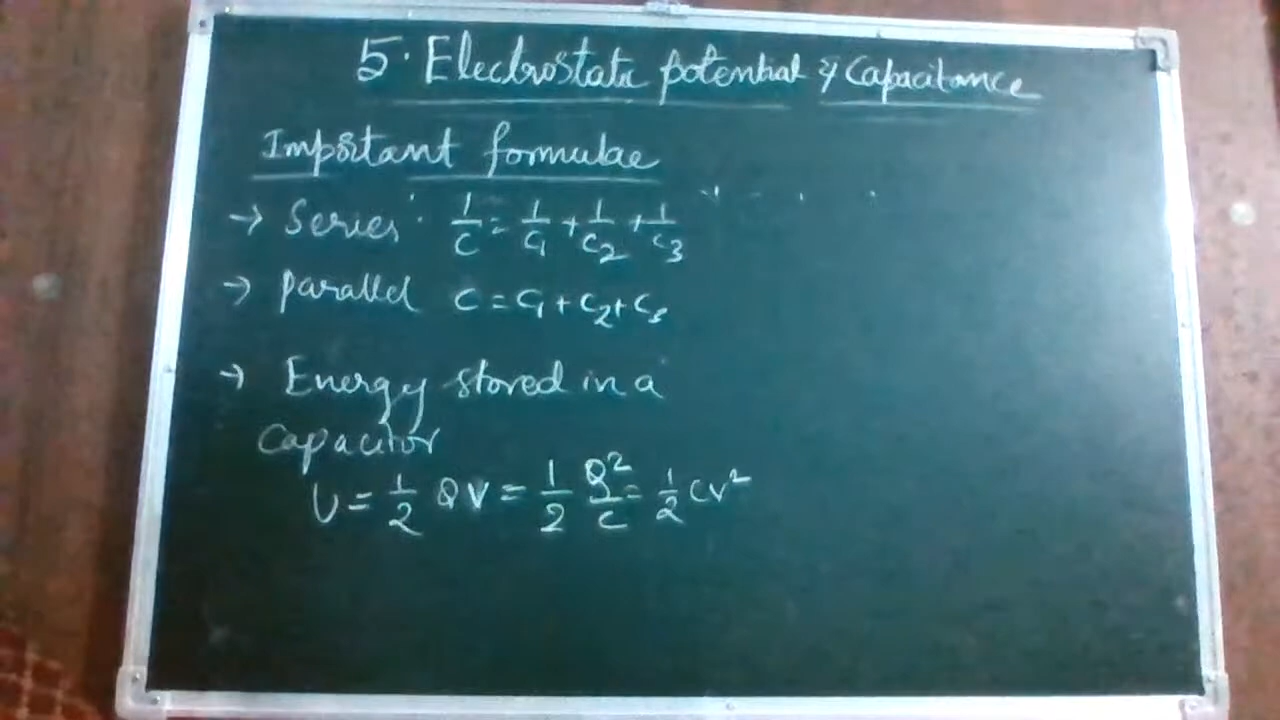 5. Electrostatic potential & Capacitance
Important formulae
→ Series: 1/C = 1/C1 + 1/C2 + 1/C3
→ parallel C = C1 + C2 + C3
→ Energy stored in a
Capacitor
U = 1/2 QV = 1/2 Q²/C = 1/2 CV²